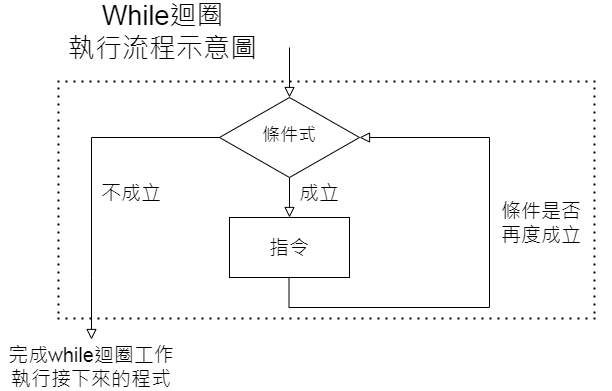 While迴圈
執行流程示意圖
條件式
不成立
成立
條件是否
再度成立
指令
完成while迴圈工作
執行接下來的程式